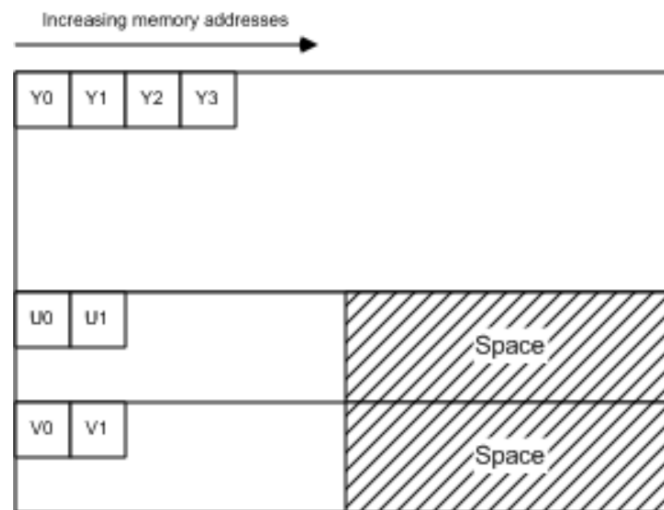 Increasing memory addresses
Y0 Y1 Y2 Y3
U0 U1
Space
V0 V1
Space